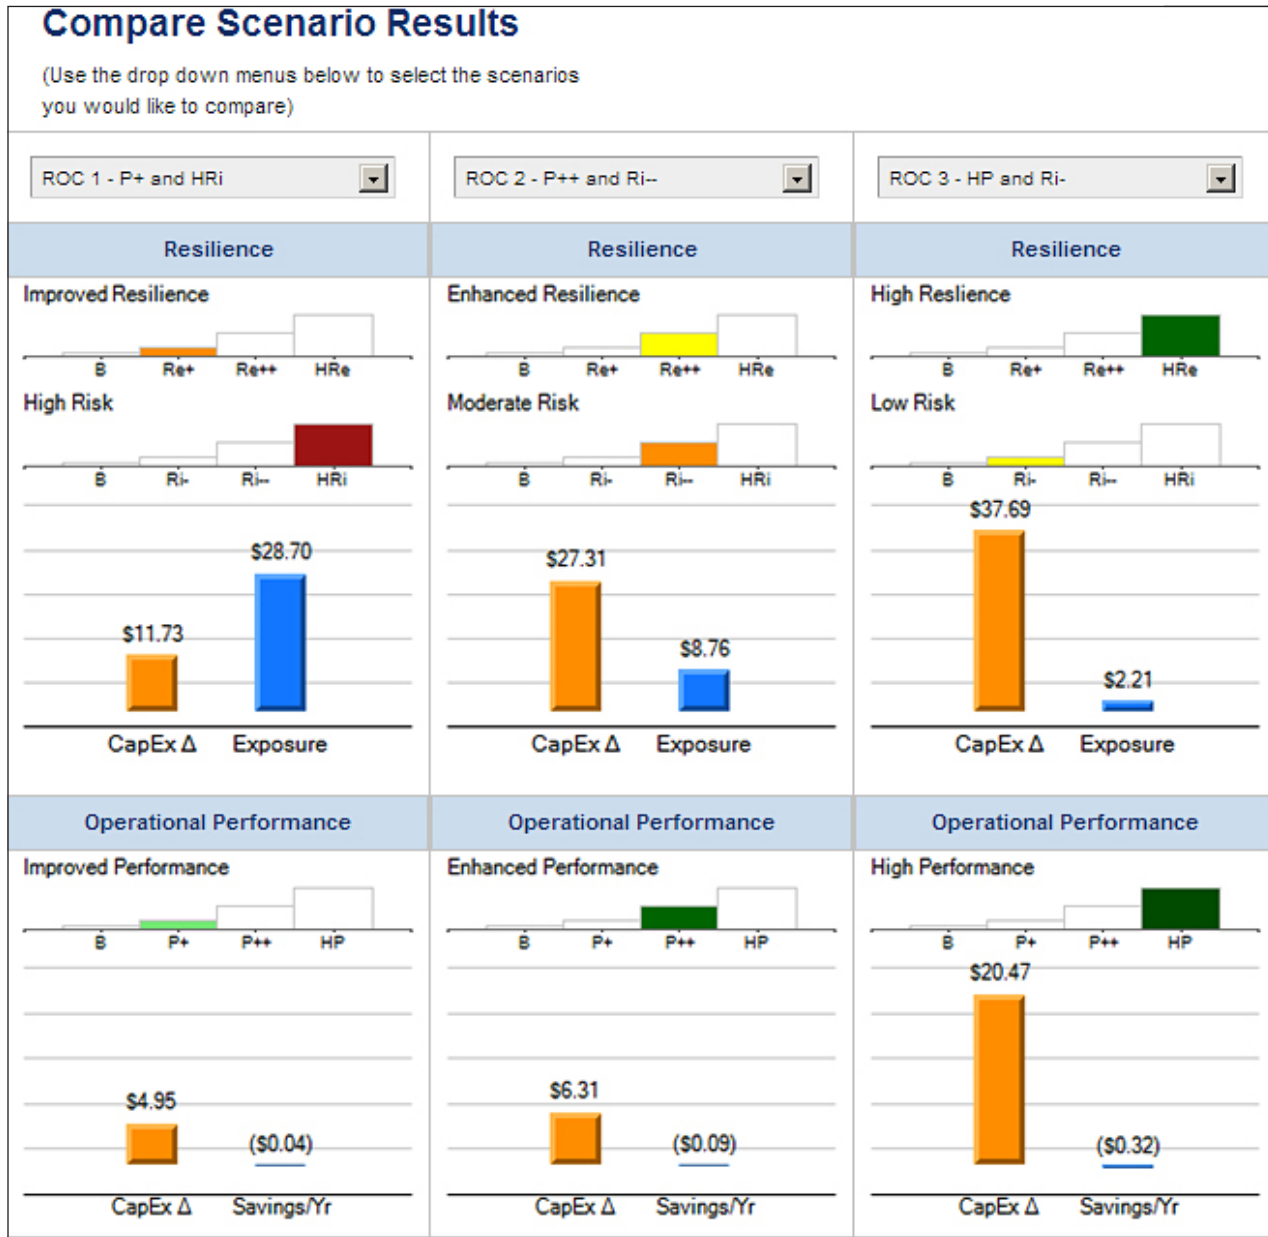 Compare Scenario Results
(Use the drop down menus below to select the scenarios
you would like to compare)
ROC 1 - P+ and HRi
ROC 2 - P++ and Ri--
ROC 3 - HP and Ri-
Resilience
Resilience
Resilience
Improved Resilience
B Re+ Re++ HRe
High Risk
B Ri- Ri-- HRi
$11.73
$28.70
CapEx Δ Exposure
Enhanced Resilience
B Re+ Re++ HRe
Moderate Risk
B Ri- Ri-- HRi
$27.31
$8.76
CapEx Δ Exposure
High Reslience
B Re+ Re++ HRe
Low Risk
B Ri- Ri-- HRi
$37.69
$2.21
CapEx Δ Exposure
Operational Performance
Operational Performance
Operational Performance
Improved Performance
B P+ P++ HP
$4.95
($0.04)
CapEx Δ Savings/Yr
Enhanced Performance
B P+ P++ HP
$6.31
($0.09)
CapEx Δ Savings/Yr
High Performance
B P+ P++ HP
$20.47
($0.32)
CapEx Δ Savings/Yr